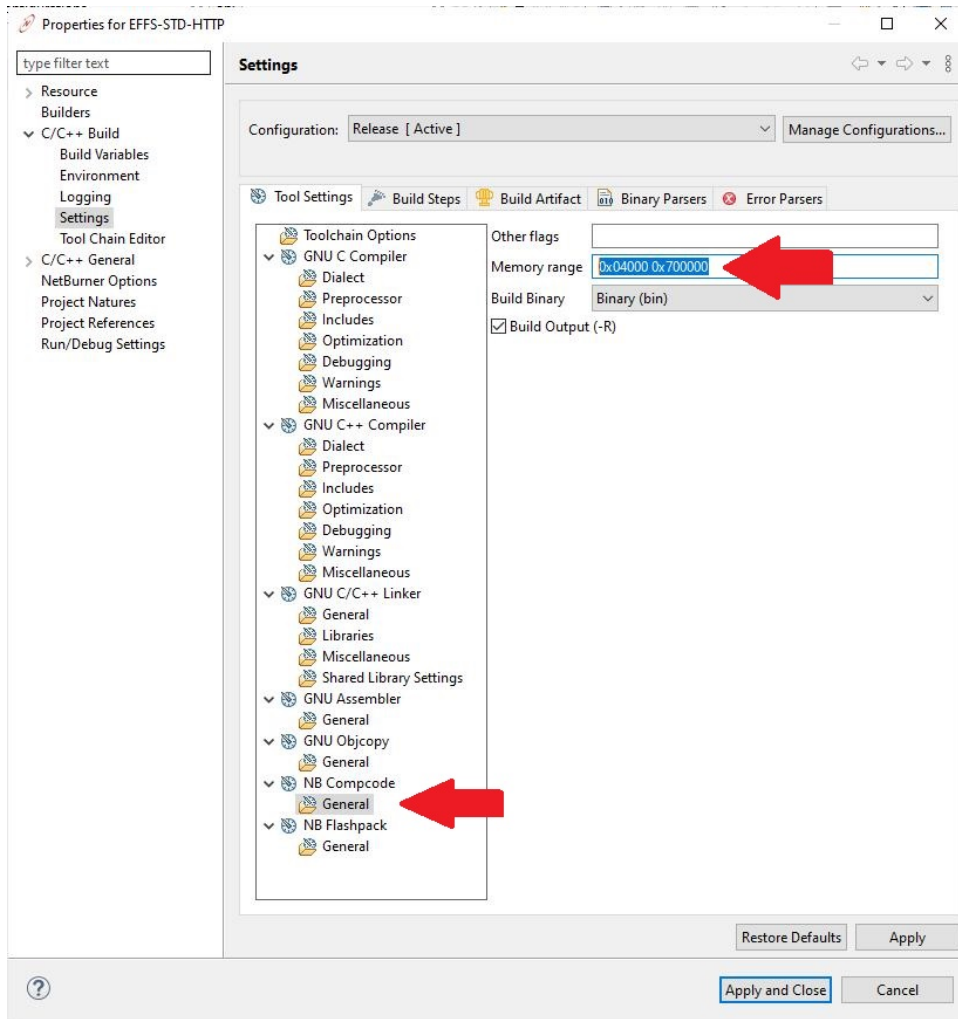 Properties for EFFS-STD-HTTP
type filter text
Resource
Builders
C/C++ Build
Build Variables
Environment
Logging
Settings
Tool Chain Editor
C/C++ General
NetBurner Options
Project Natures
Project References
Run/Debug Settings
Settings
Configuration: Release [ Active ] Manage Configurations...
Tool Settings Build Steps Build Artifact Binary Parsers Error Parsers
Toolchain Options
GNU C Compiler
Dialect
Preprocessor
Includes
Optimization
Debugging
Warnings
Miscellaneous
GNU C++ Compiler
Dialect
Preprocessor
Includes
Optimization
Debugging
Warnings
Miscellaneous
GNU C/C++ Linker
General
Libraries
Miscellaneous
Shared Library Settings
GNU Assembler
General
GNU Objcopy
General
NB Compcode
General
NB Flashpack
General
Other flags
Memory range 0x04000 0x700000
Build Binary Binary (bin)
Build Output (-R)
Restore Defaults Apply
? Apply and Close Cancel